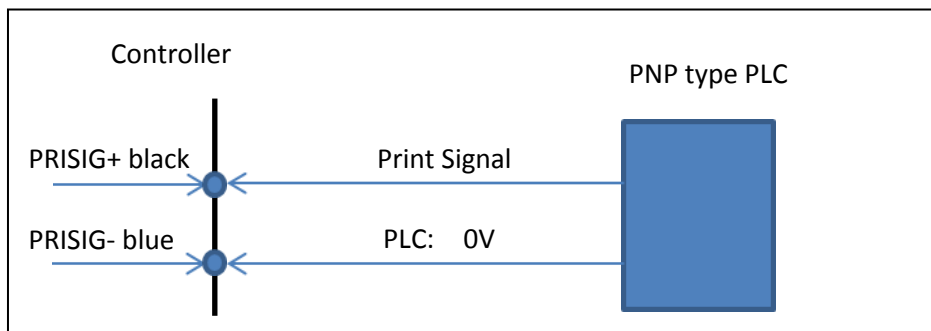 Controller
PNP type PLC
PRISIG+ black
Print Signal
PRISIG- blue
PLC: 0V